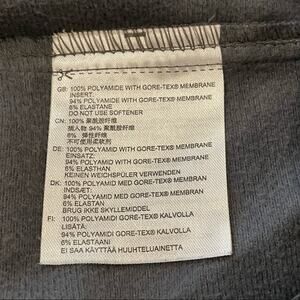 GB: 100% POLYAMIDE WITH GORE-TEX® MEMBRANE
INSERT:
94% POLYAMIDE WITH GORE-TEX® MEMBRANE
6% ELASTANE
DO NOT USE SOFTENER
CN: 100% 聚酰胺纤维
插入物 94% 聚酰胺纤维
6% 弹性纤维
不可使用柔软剂
DE: 100% POLYAMID WITH GORE-TEX® MEMBRANE
EINSATZ:
94% POLYAMID WITH GORE-TEX® MEMBRANE
6% ELASTHAN
KEINEN WEICHSPÜLER VERWENDEN
DK: 100% POLYAMID MED GORE-TEX® MEMBRAN
INDSÆT:
94% POLYAMID MED GORE-TEX® MEMBRAN
6% ELASTAN
BRUG IKKE SKYLLEMIDDEL
FI: 100% POLYAMIDI GORE-TEX® KALVOLLA
LISÄTÄ:
94% POLYAMIDI GORE-TEX® KALVOLLA
6% ELASTAANI
EI SAA KÄYTTÄÄ HUUHTELUAINETTA